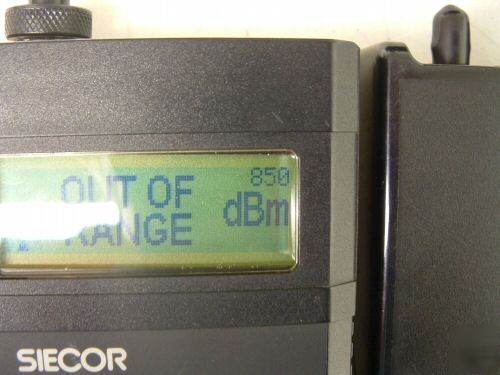 850
OUT OF dBm
RANGE
SIECOR